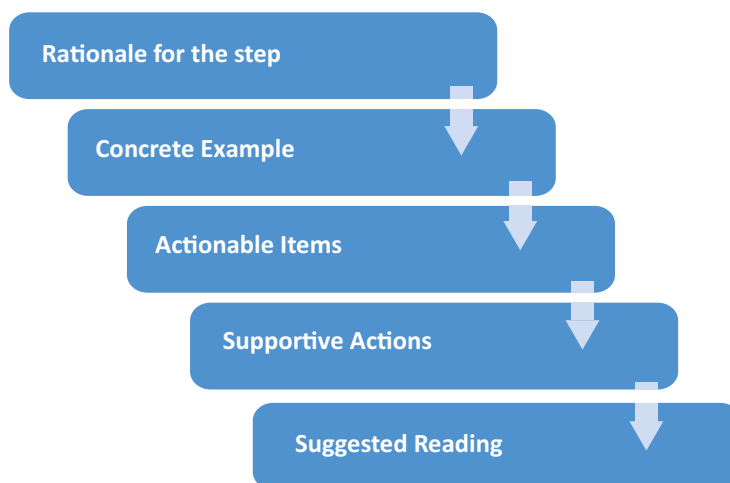 Rationale for the step
Concrete Example
Actionable Items
Supportive Actions
Suggested Reading